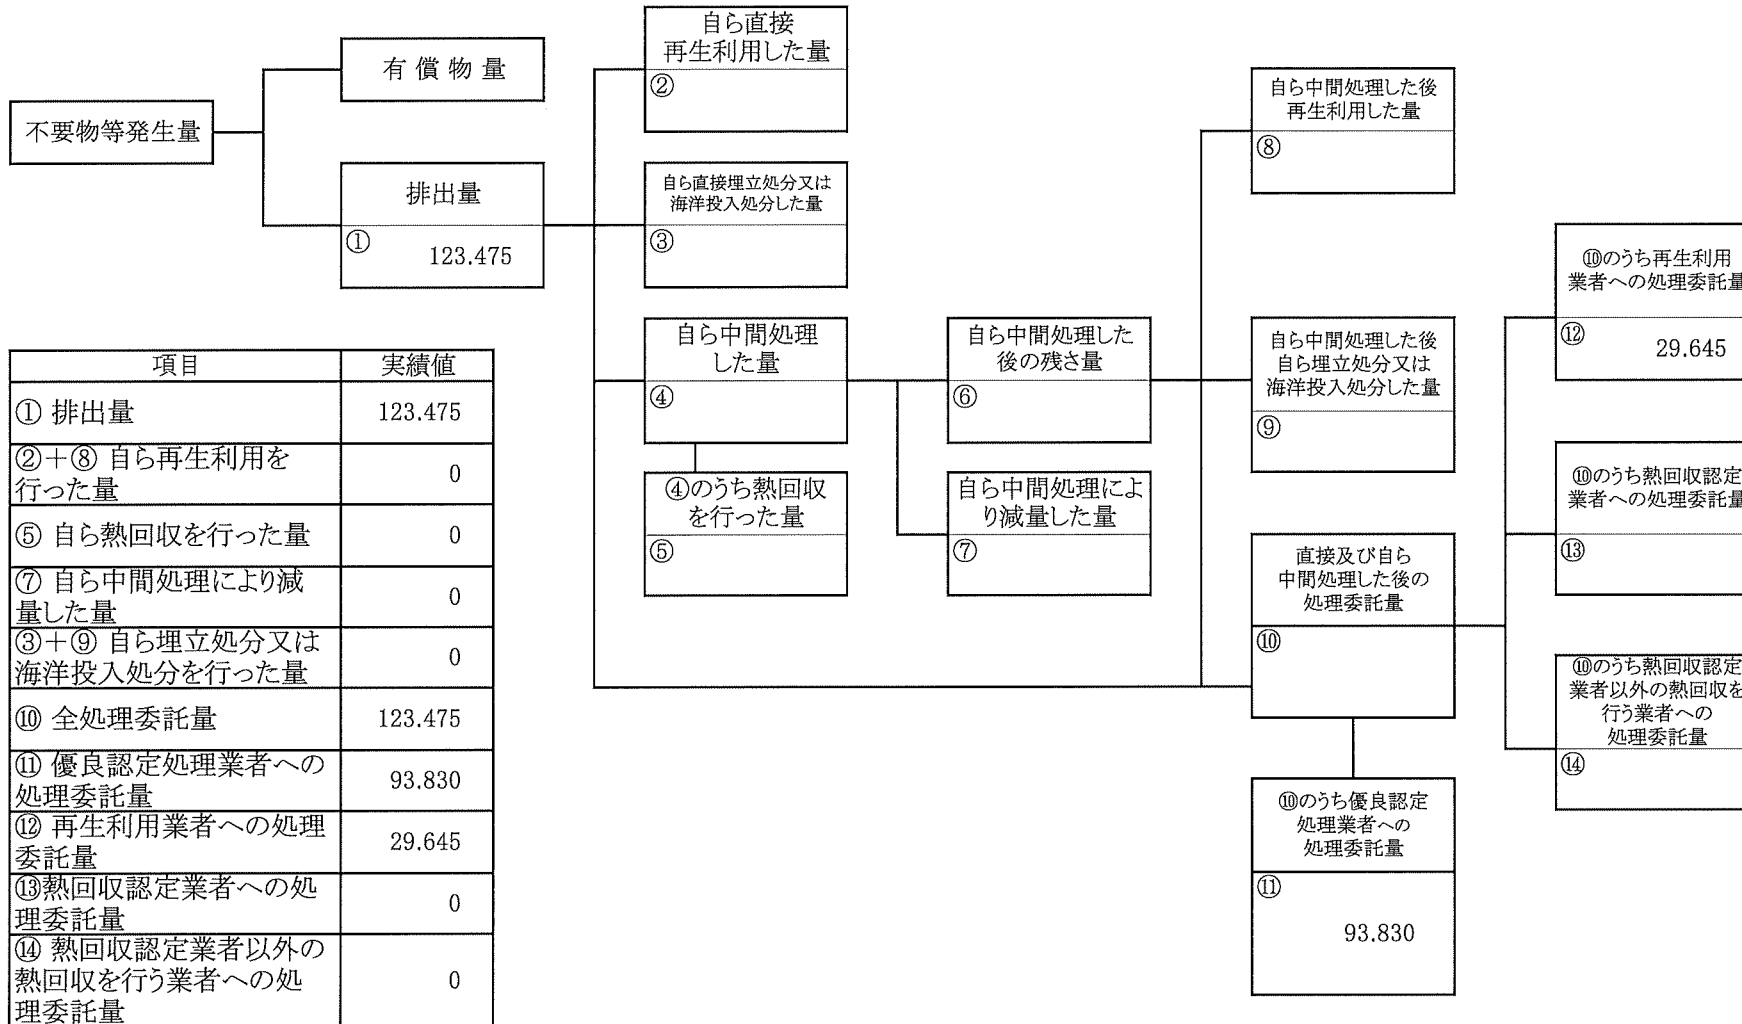 不要物等発生量
有償物量
排出量
①
123.475
自ら直接
再生利用した量
②
自ら直接埋立処分又は
海洋投入処分した量
③
自ら中間処理
した量
④
④のうち熱回収
を行った量
⑤
自ら中間処理した
後の残さ量
⑥
自ら中間処理によ
り減量した量
⑦
自ら中間処理した後
再生利用した量
⑧
自ら中間処理した後
自ら埋立処分又は
海洋投入処分した量
⑨
直接及び自ら
中間処理した後の
処理委託量
⑩
⑩のうち優良認定
処理業者への
処理委託量
⑪
93.830
⑩のうち再生利用
業者への処理委託量
⑫
29.645
⑩のうち熱回収認定
業者への処理委託量
⑬
⑩のうち熱回収認定
業者以外の熱回収を
行う業者への
処理委託量
⑭
項目 実績値
① 排出量 123.475
②+⑧ 自ら再生利用を
行った量 0
⑤ 自ら熱回収を行った量 0
⑦ 自ら中間処理により減
量した量 0
③+⑨ 自ら埋立処分又は
海洋投入処分を行った量 0
⑩ 全処理委託量 123.475
⑪ 優良認定処理業者への
処理委託量 93.830
⑫ 再生利用業者への処理
委託量 29.645
⑬熱回収認定業者への処
理委託量 0
⑭ 熱回収認定業者以外の
熱回収を行う業者への処
理委託量 0